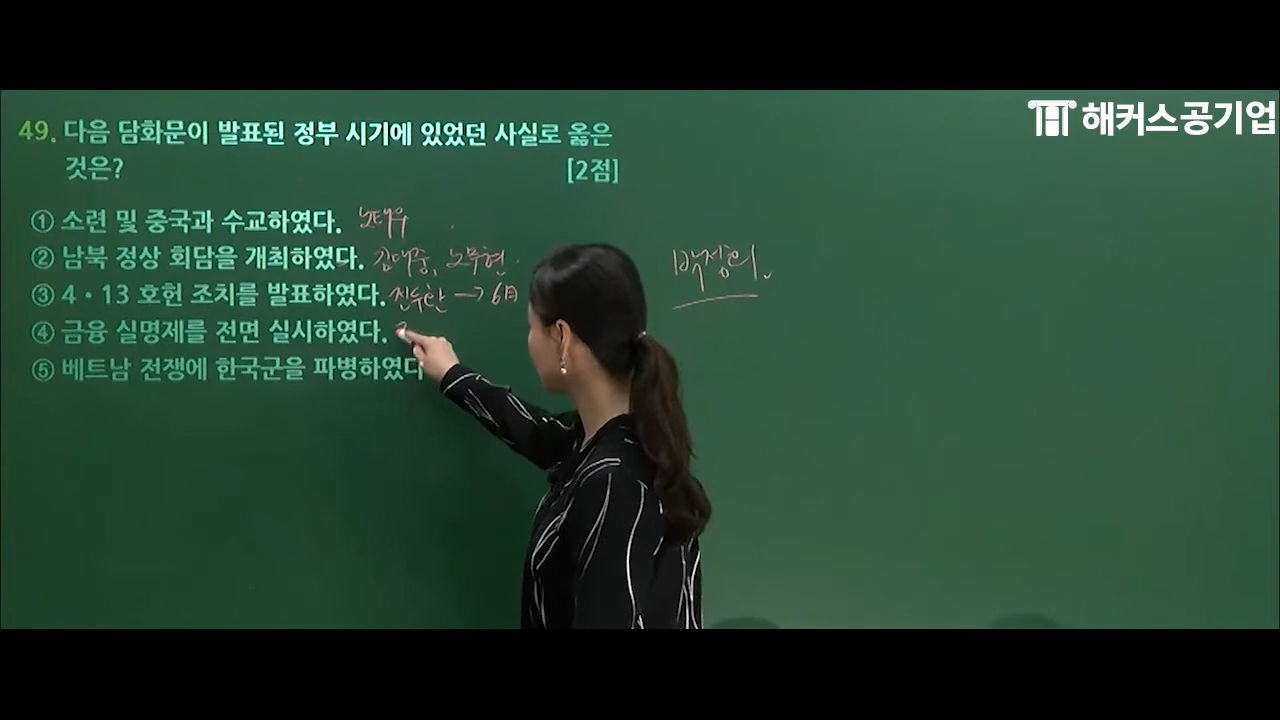 해커스공기업
49. 다음 담화문이 발표된 정부 시기에 있었던 사실로 옳은
것은? [2점]
① 소련 및 중국과 수교하였다. 노태우
② 남북 정상 회담을 개최하였다. 김대중, 노무현.
③ 4·13 호헌 조치를 발표하였다. 전두환 → 6月
④ 금융 실명제를 전면 실시하였다.
⑤ 베트남 전쟁에 한국군을 파병하였다
박정희.